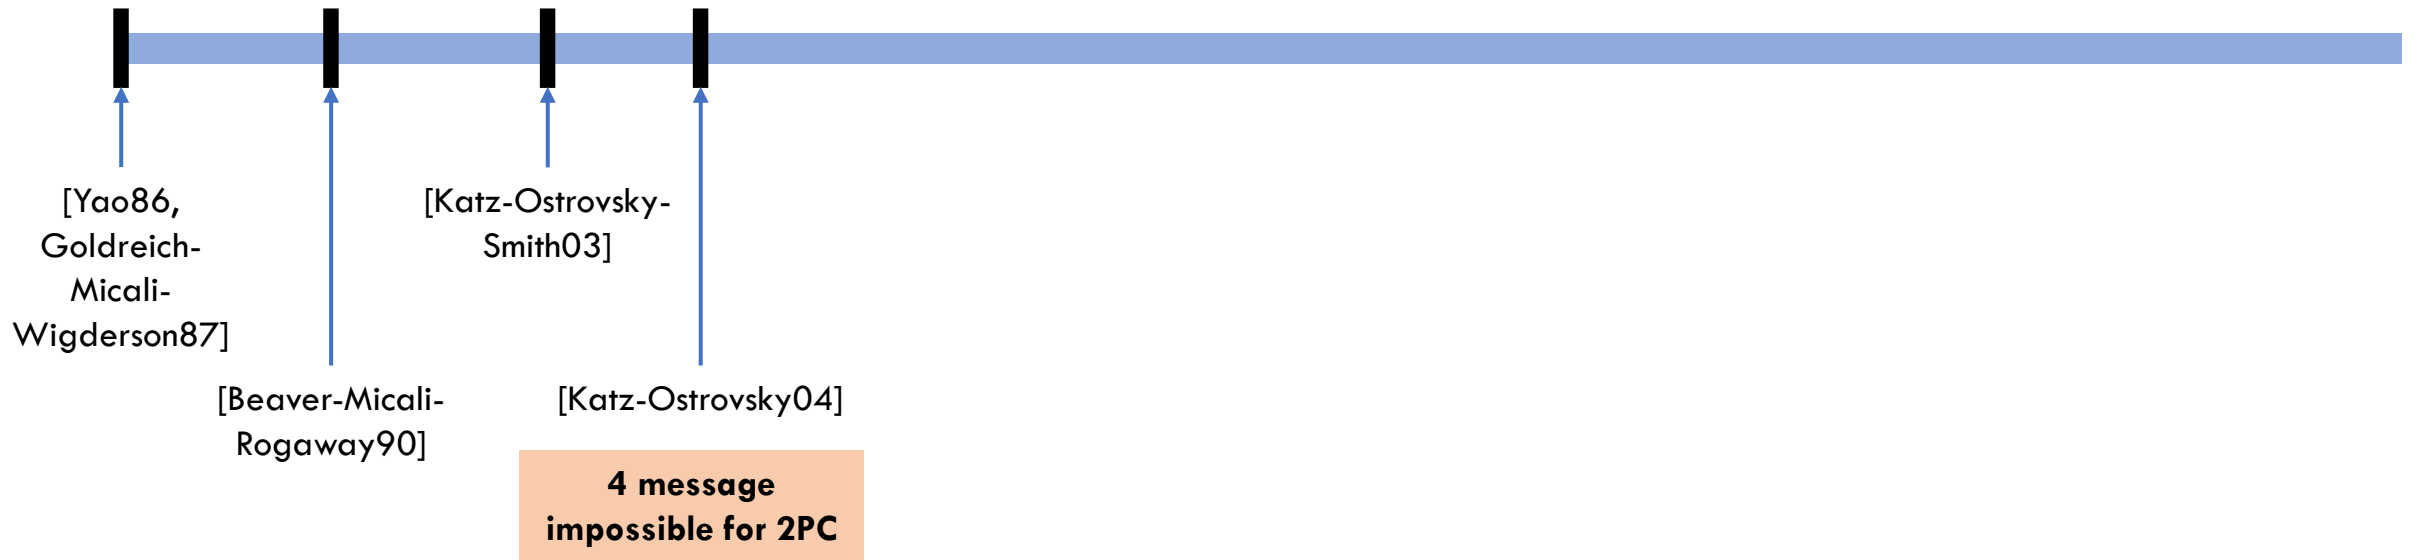 [Yao86,
Goldreich-
Micali-
Wigderson87]
[Beaver-Micali-
Rogaway90]
[Katz-Ostrovsky-
Smith03]
[Katz-Ostrovsky04]
4 message
impossible for 2PC